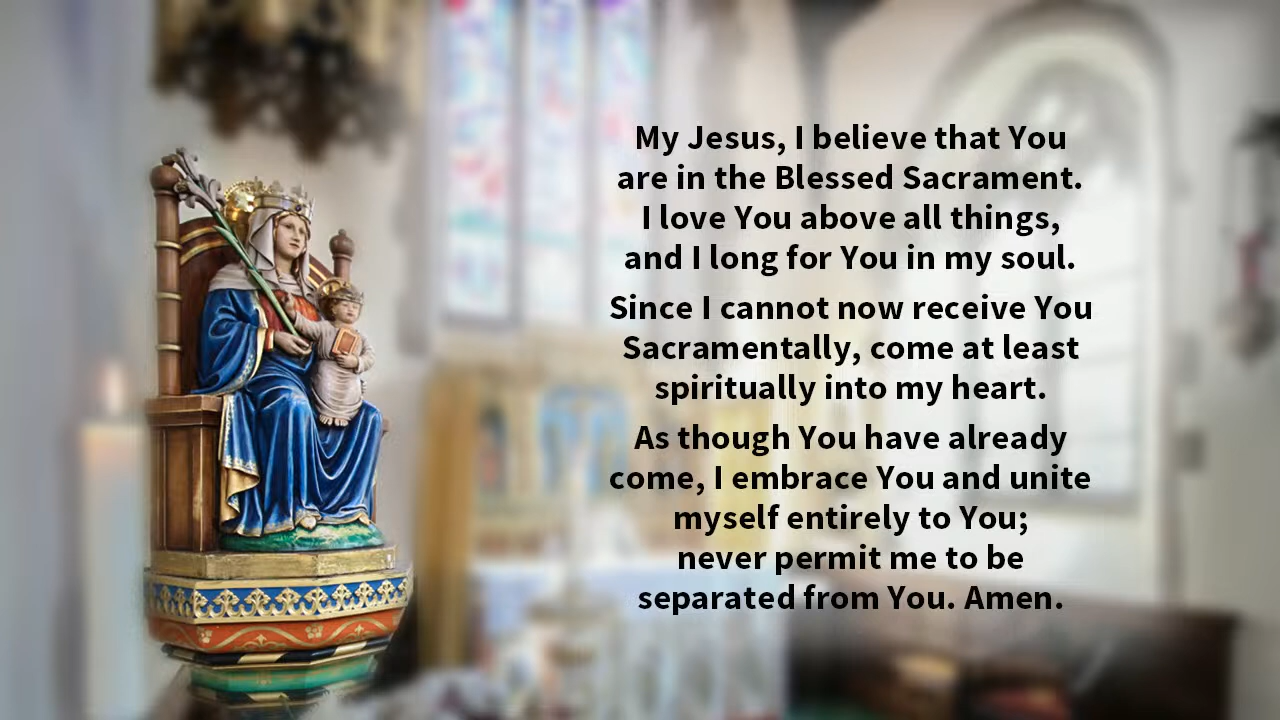 My Jesus, I believe that You
are in the Blessed Sacrament.
I love You above all things,
and I long for You in my soul.
Since I cannot now receive You
Sacramentally, come at least
spiritually into my heart.
As though You have already
come, I embrace You and unite
myself entirely to You;
never permit me to be
separated from You. Amen.